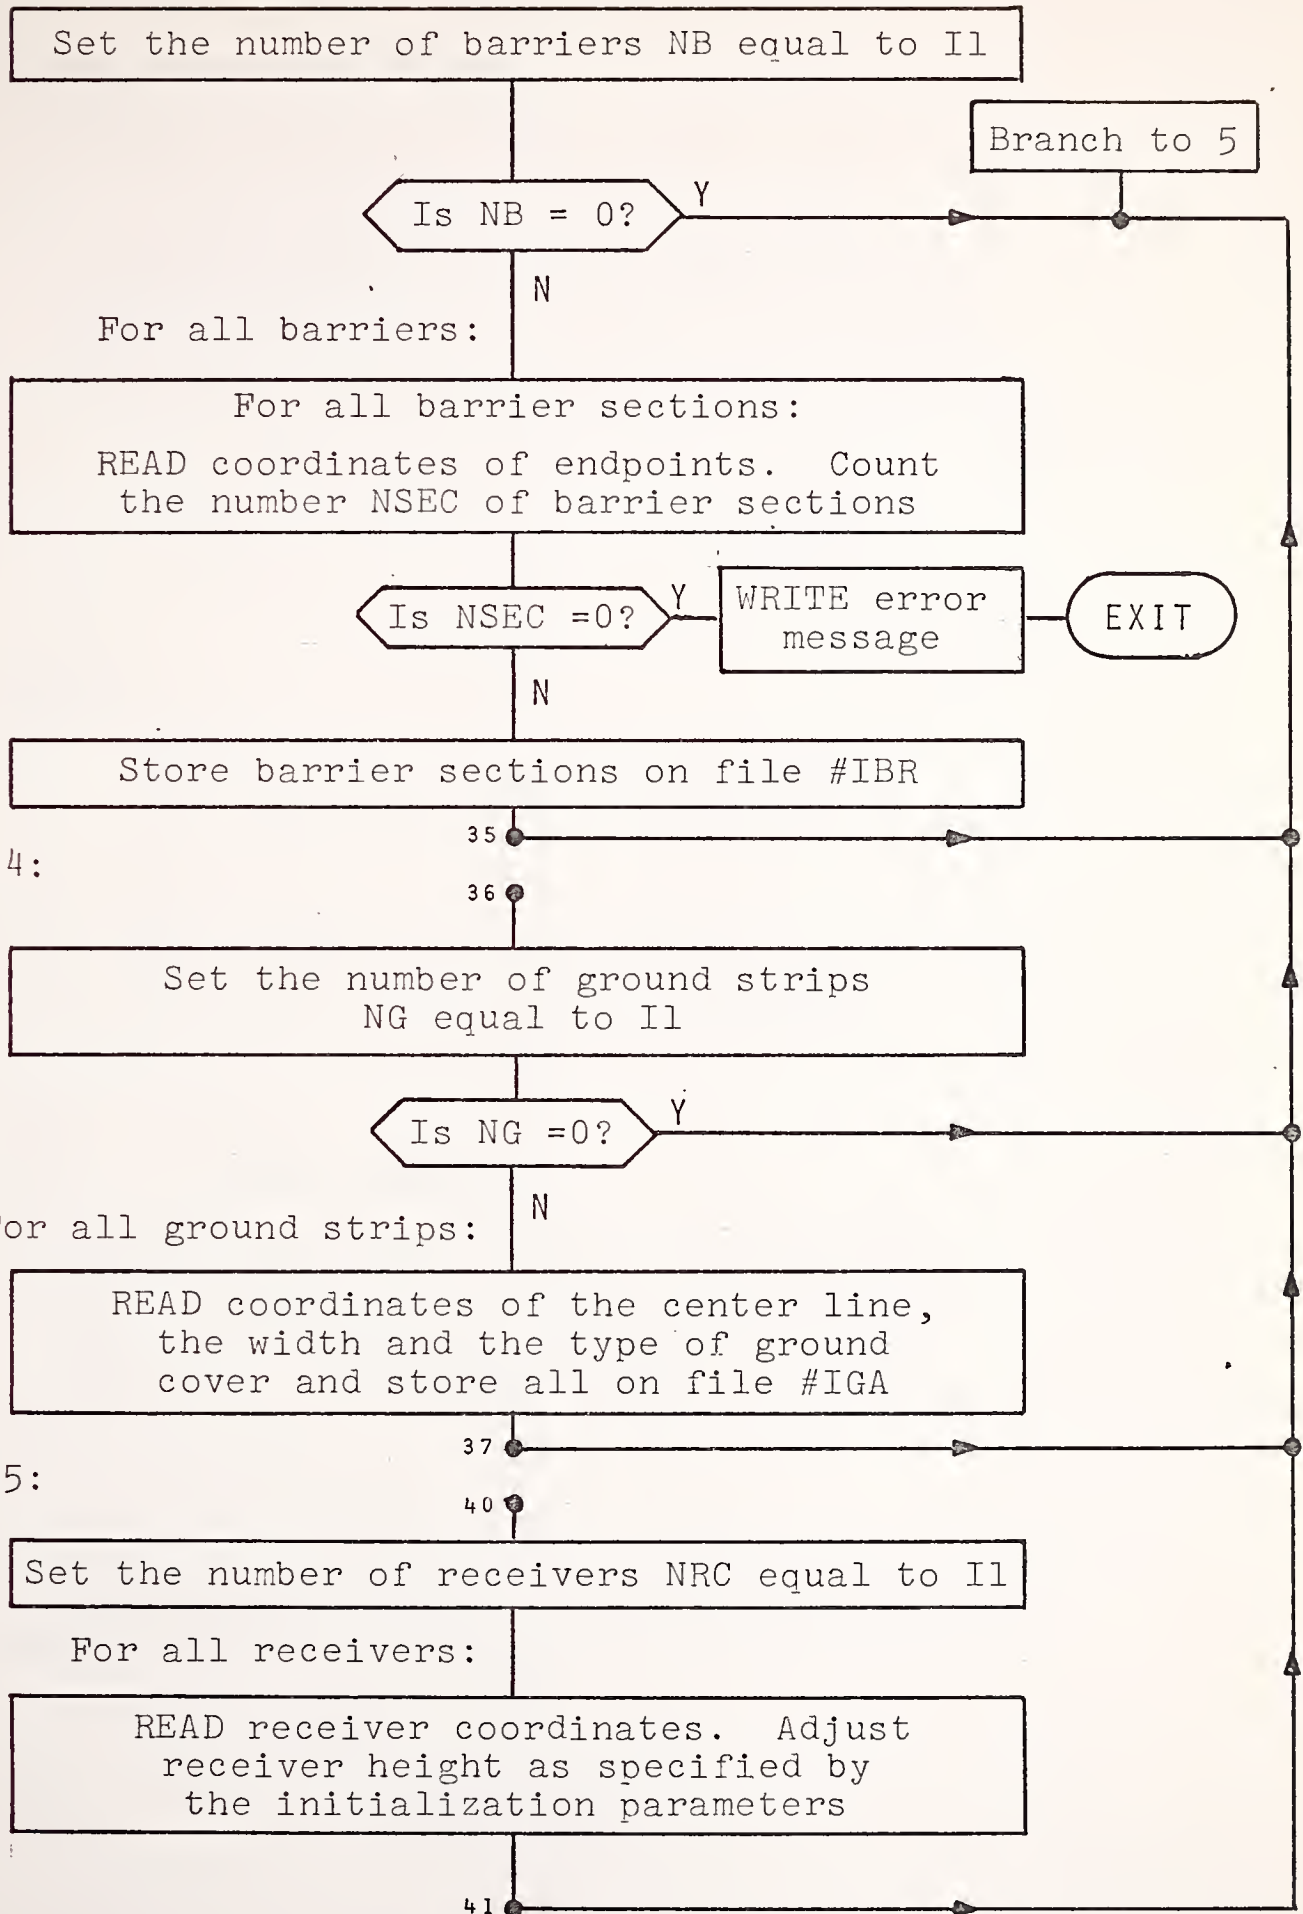 Set the number of barriers NB equal to I1
Branch to 5
Is NB = 0?
Y
N
For all barriers:
For all barrier sections:
READ coordinates of endpoints. Count
the number NSEC of barrier sections
Is NSEC =0?
Y
WRITE error
message
EXIT
N
Store barrier sections on file #IBR
35
4:
36
Set the number of ground strips
NG equal to I1
Is NG =0?
Y
N
or all ground strips:
READ coordinates of the center line,
the width and the type of ground
cover and store all on file #IGA
37
5:
40
Set the number of receivers NRC equal to I1
For all receivers:
READ receiver coordinates. Adjust
receiver height as specified by
the initialization parameters
41